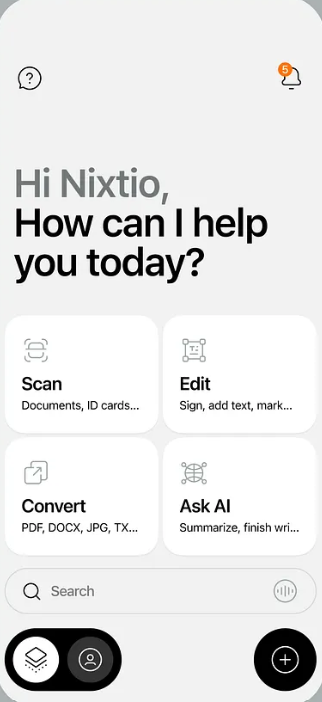 5
Hi Nixtio,
How can I help
you today?
Scan
Documents, ID cards...
Edit
Sign, add text, mark...
Convert
PDF, DOCX, JPG, TX...
Ask AI
Summarize, finish wri...
Search